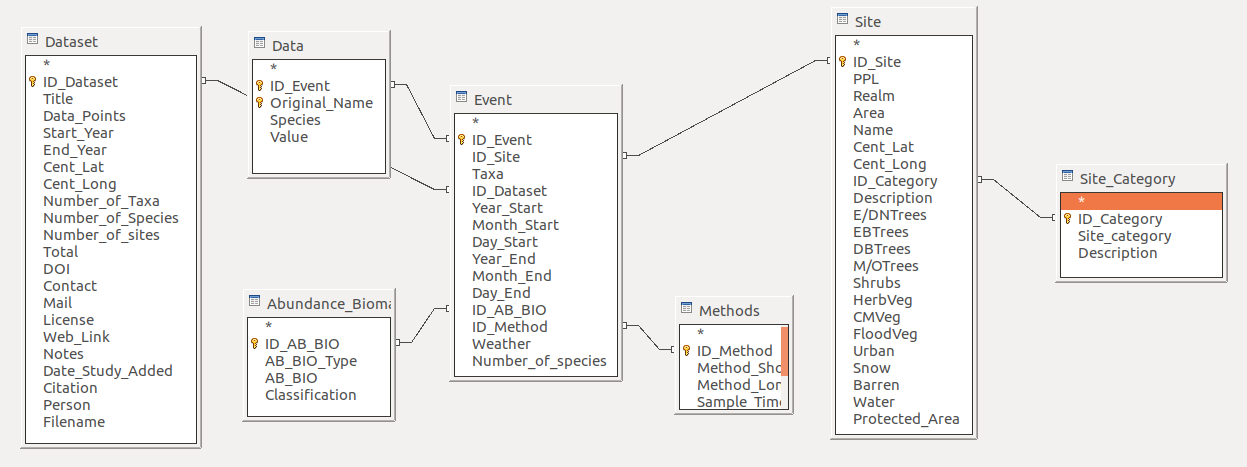 Dataset
*
ID_Dataset
Title
Data_Points
Start_Year
End_Year
Cent_Lat
Cent_Long
Number_of_Taxa
Number_of_Species
Number_of_sites
Total
DOI
Contact
Mail
License
Web_Link
Notes
Date_Study_Added
Citation
Person
Filename
Data
*
ID_Event
Original_Name
Species
Value
Abundance_Bioma
*
ID_AB_BIO
AB_BIO_Type
AB_BIO
Classification
Event
*
ID_Event
ID_Site
Taxa
ID_Dataset
Year_Start
Month_Start
Day_Start
Year_End
Month_End
Day_End
ID_AB_BIO
ID_Method
Weather
Number_of_species
Methods
*
ID_Method
Method_Sho
Method_Lon
Sample_Time
Site
*
ID_Site
PPL
Realm
Area
Name
Cent_Lat
Cent_Long
ID_Category
Description
E/DNTrees
EBTrees
DBTrees
M/OTrees
Shrubs
HerbVeg
CMVeg
FloodVeg
Urban
Snow
Barren
Water
Protected_Area
Site_Category
*
ID_Category
Site_category
Description